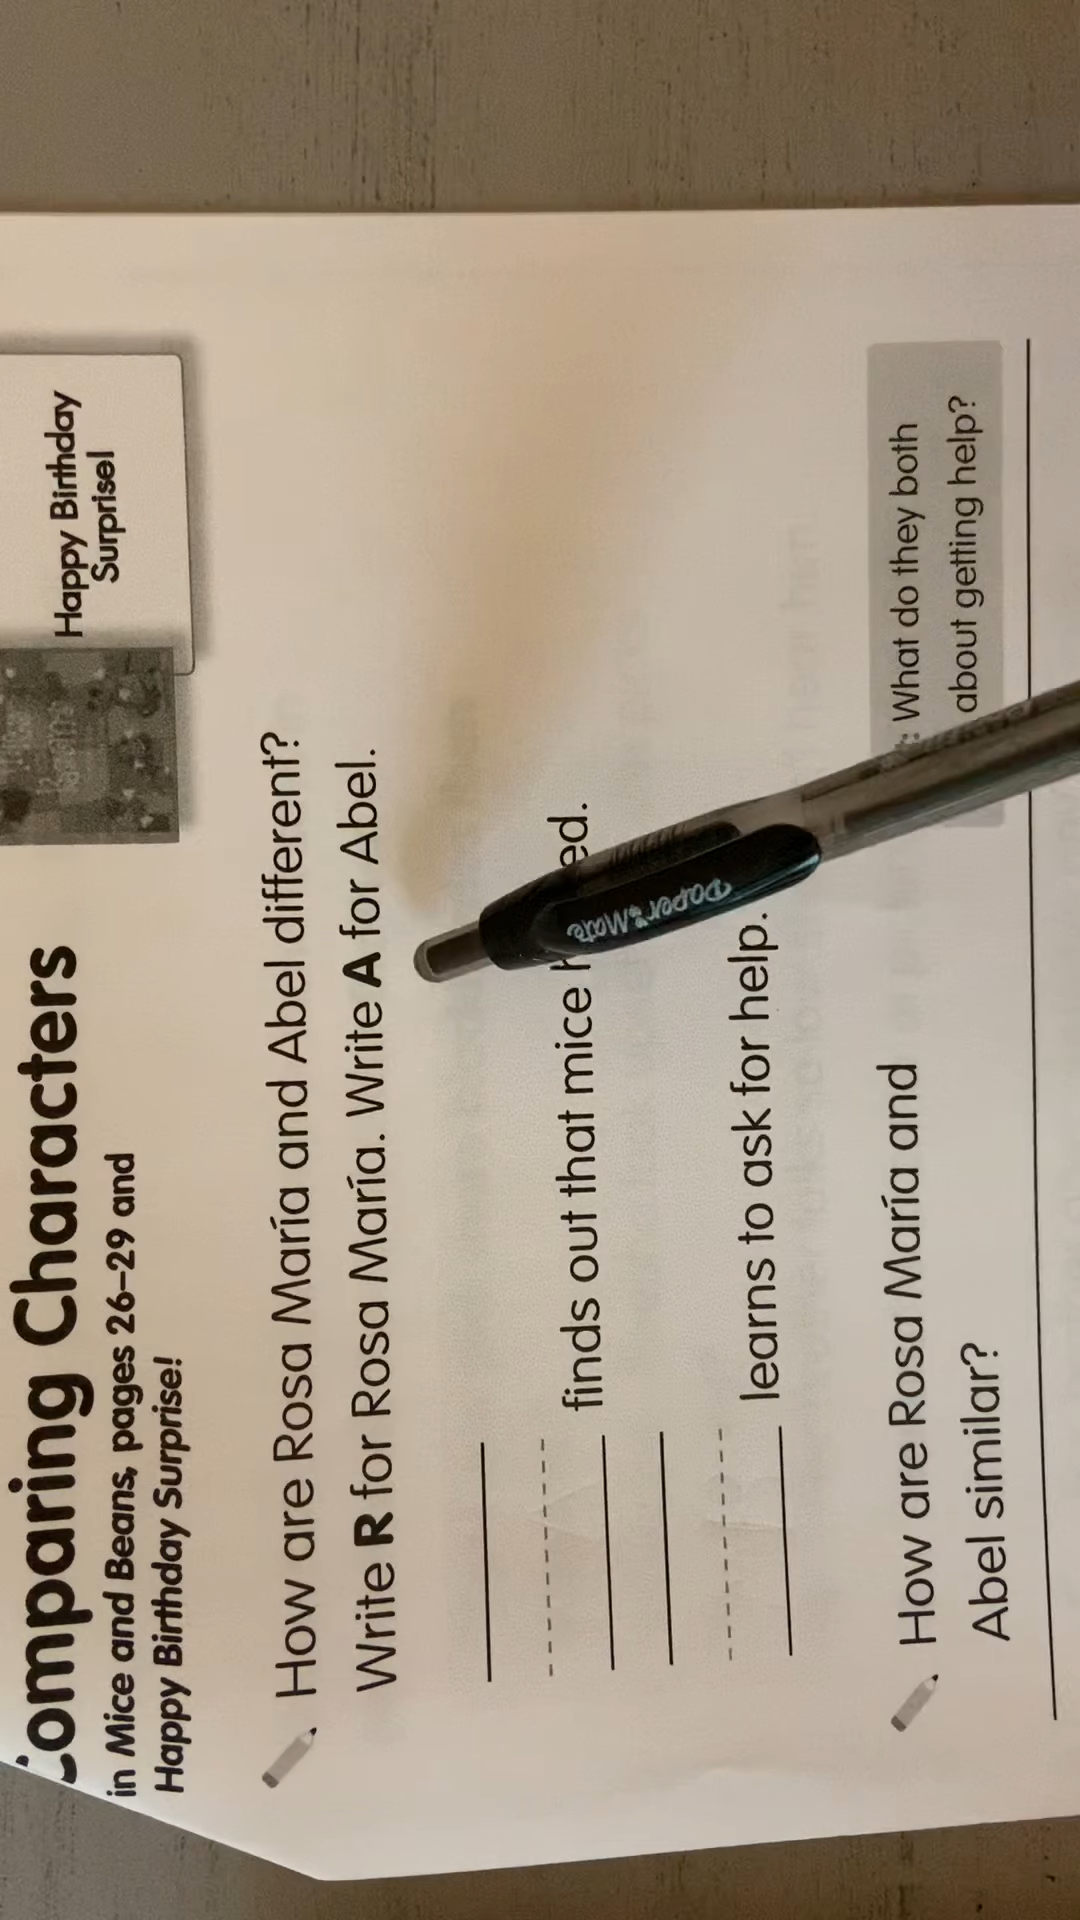 Comparing Characters
in Mice and Beans, pages 26–29 and
Happy Birthday Surprise!
Happy Birthday
Surprise!
How are Rosa María and Abel different?
Write R for Rosa María. Write A for Abel.
finds out that mice
learns to ask for help.
Paper Mate
How are Rosa María and
Abel similar?
What do they both
about getting help?